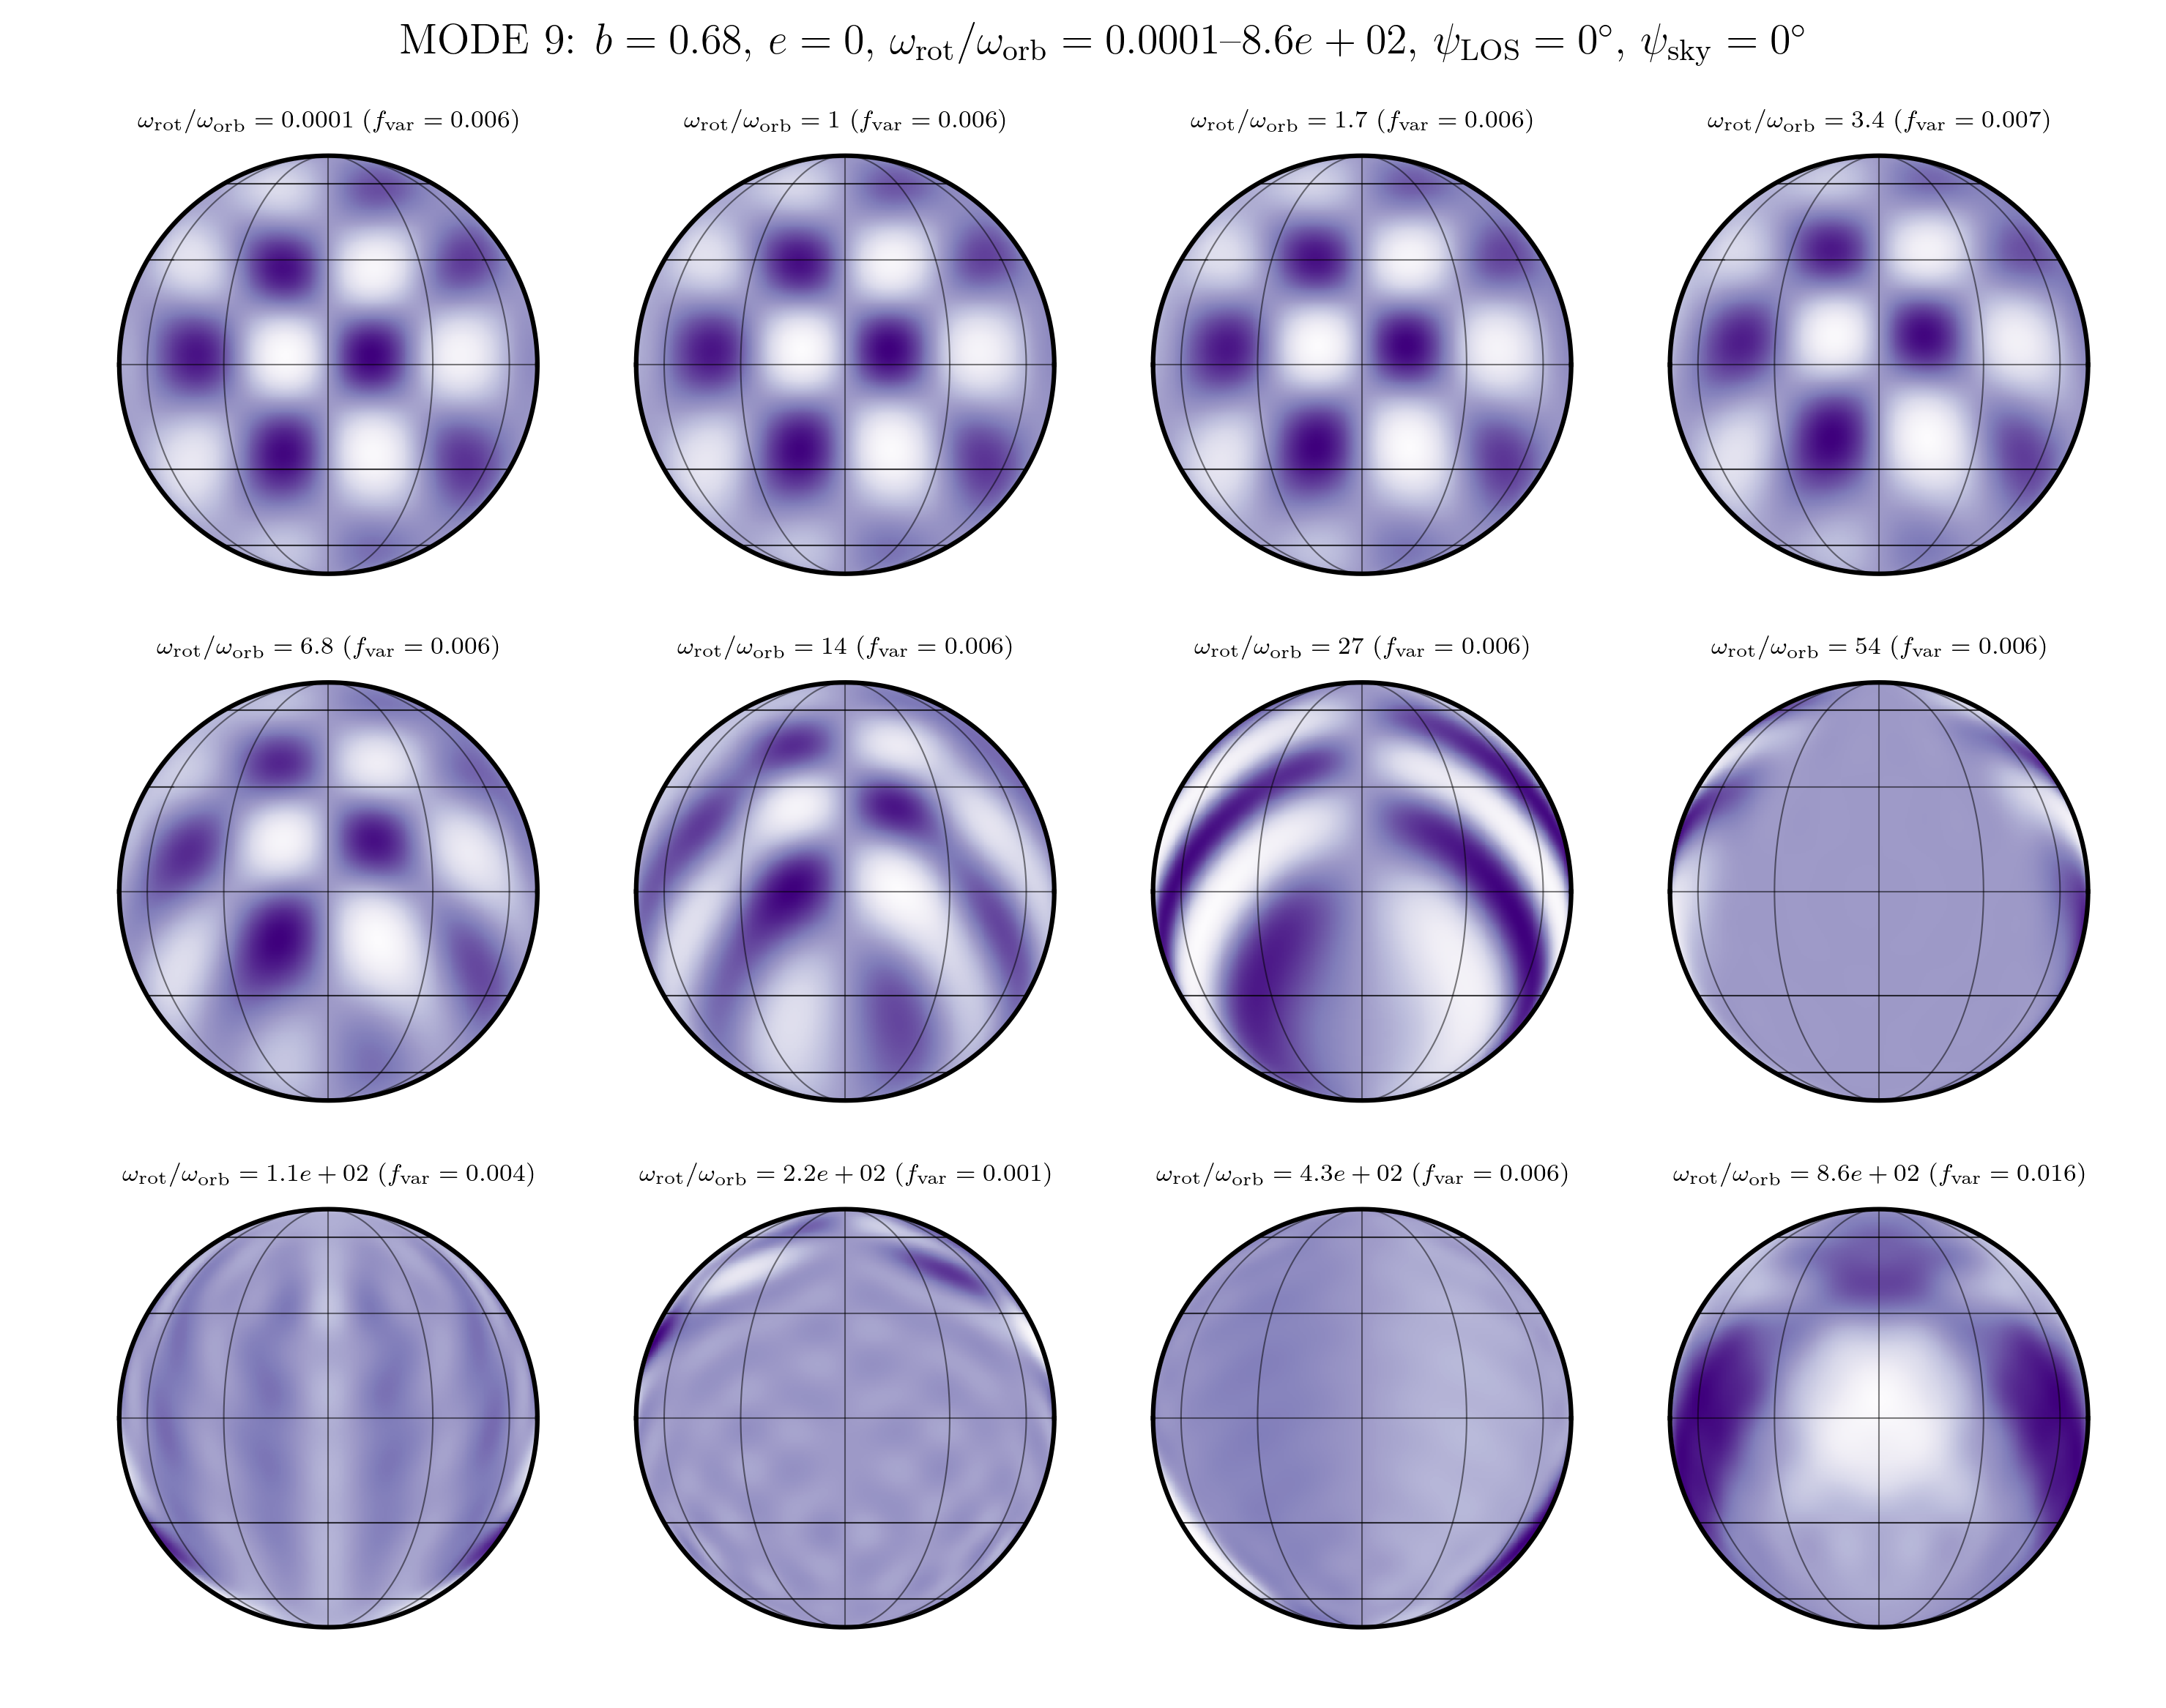 MODE 9: b = 0.68, e = 0, ω_rot/ω_orb = 0.0001–8.6e + 02, ψ_LOS = 0°, ψ_sky = 0°
ω_rot/ω_orb = 0.0001 (f_var = 0.006)
ω_rot/ω_orb = 1 (f_var = 0.006)
ω_rot/ω_orb = 1.7 (f_var = 0.006)
ω_rot/ω_orb = 3.4 (f_var = 0.007)
ω_rot/ω_orb = 6.8 (f_var = 0.006)
ω_rot/ω_orb = 14 (f_var = 0.006)
ω_rot/ω_orb = 27 (f_var = 0.006)
ω_rot/ω_orb = 54 (f_var = 0.006)
ω_rot/ω_orb = 1.1e + 02 (f_var = 0.004)
ω_rot/ω_orb = 2.2e + 02 (f_var = 0.001)
ω_rot/ω_orb = 4.3e + 02 (f_var = 0.006)
ω_rot/ω_orb = 8.6e + 02 (f_var = 0.016)